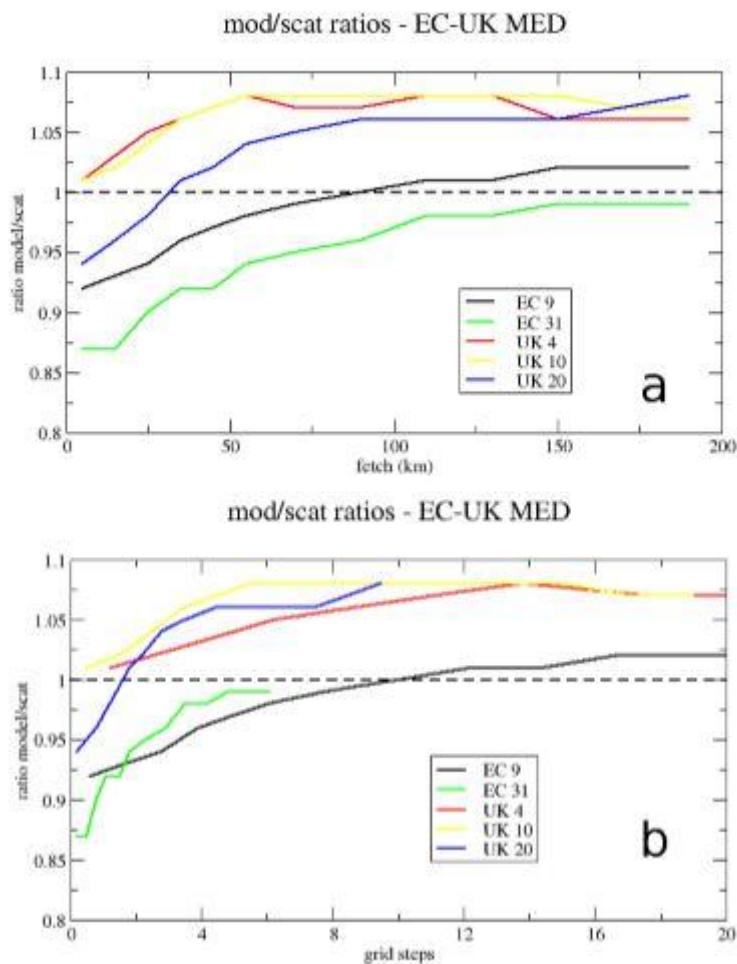 mod/scat ratios - EC-UK MED
1.1
1.05
1
0.95
0.9
0.85
0.8
ratio model/scat
EC 9
EC 31
UK 4
UK 10
UK 20
a
0 50 100 150 200
fetch (km)
mod/scat ratios - EC-UK MED
1.1
1.05
1
0.95
0.9
0.85
0.8
ratio model/scat
EC 9
EC 31
UK 4
UK 10
UK 20
b
0 4 8 12 16 20
grid steps